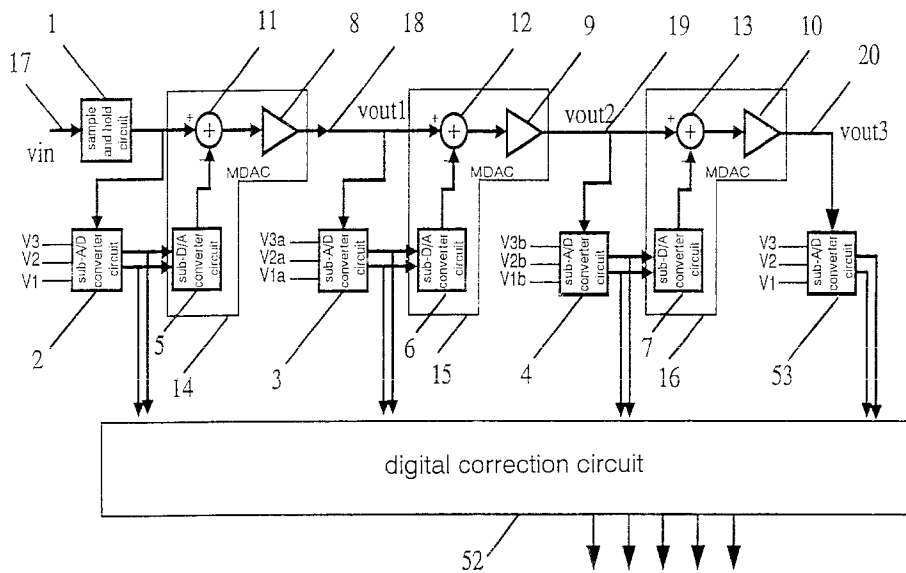 1
11
8
18
12
9
19
13
10
20
17
vin
sample
and hold
circuit
+
+
-
MDAC
vout1
+
+
-
MDAC
vout2
+
+
-
MDAC
vout3
V3
V2
V1
sub-A/D
converter
circuit
sub-D/A
converter
circuit
V3a
V2a
V1a
sub-A/D
converter
circuit
sub-D/A
converter
circuit
V3b
V2b
V1b
sub-A/D
converter
circuit
sub-D/A
converter
circuit
V3
V2
V1
sub-A/D
converter
circuit
2
5
14
3
6
15
4
7
16
53
digital correction circuit
52